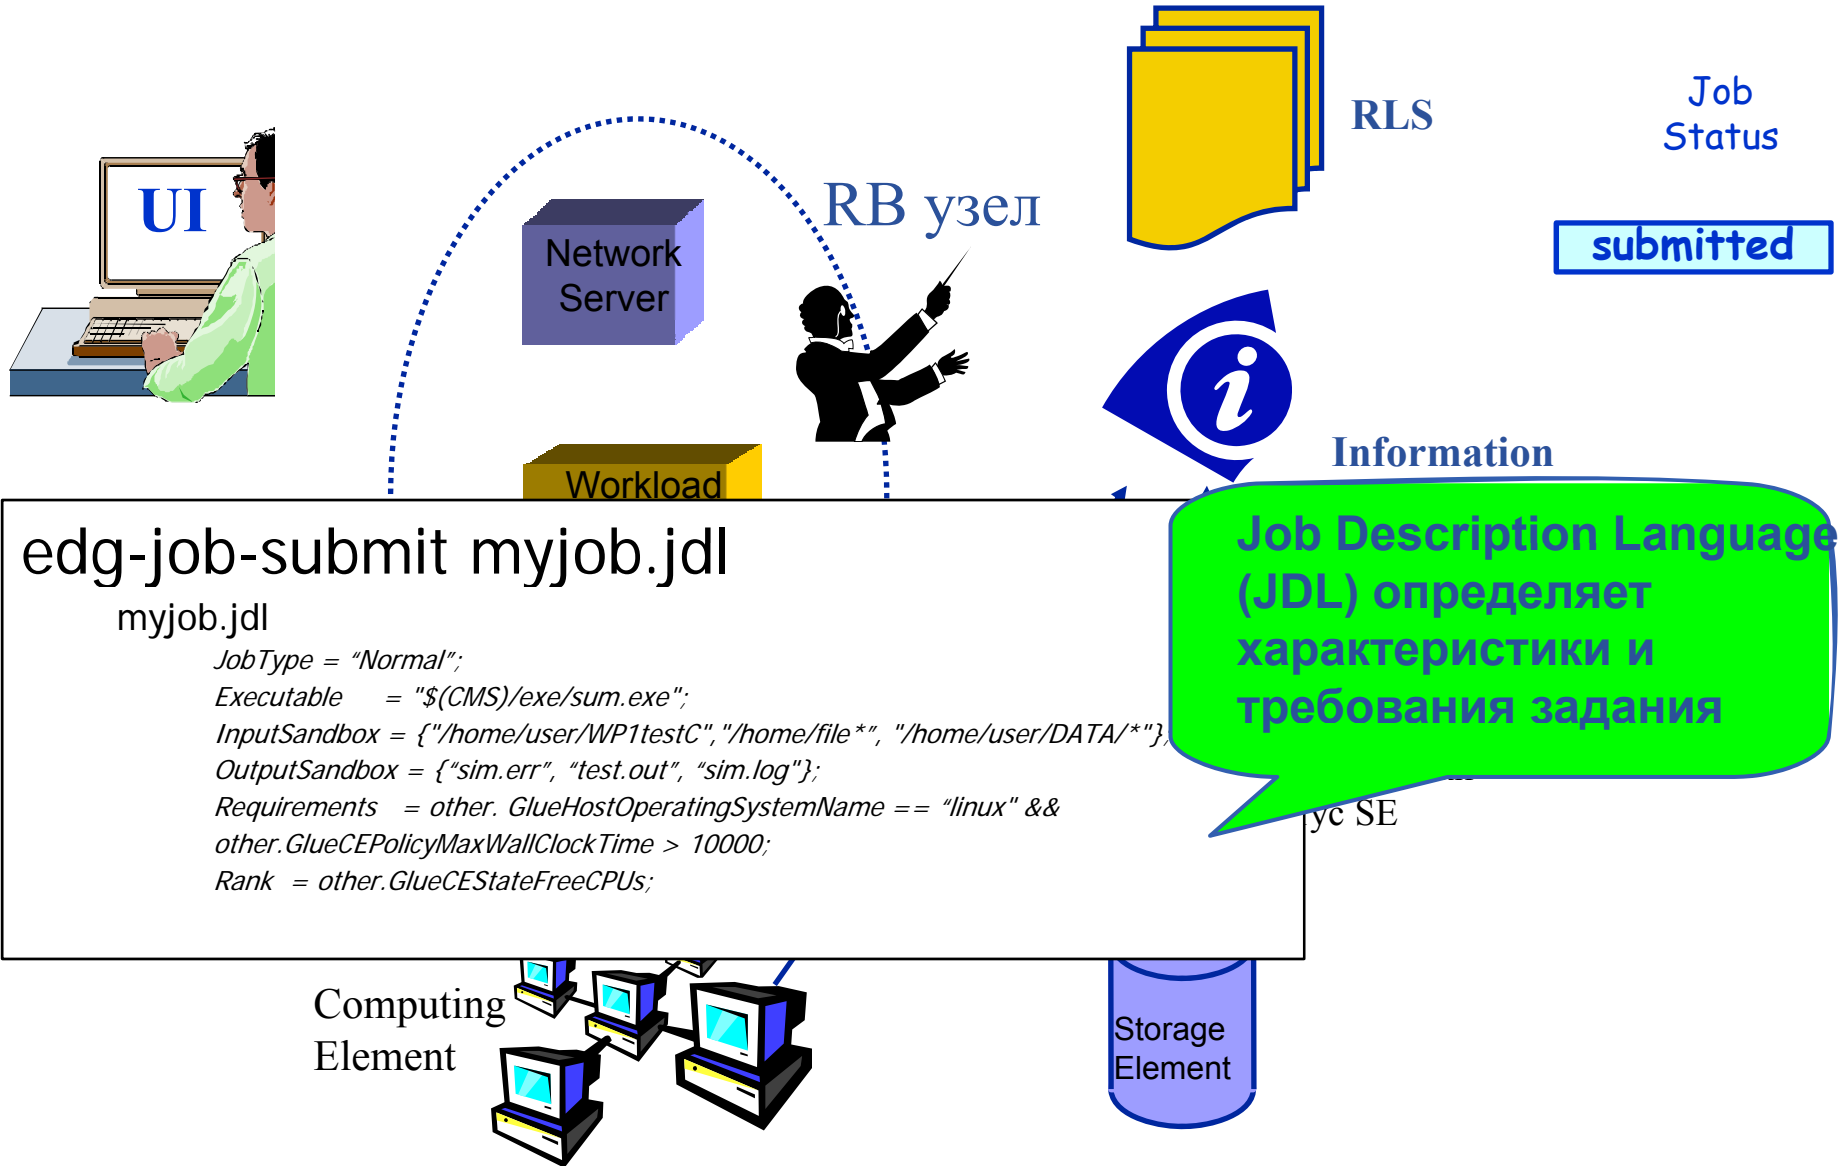 RLS
Job
Status
UI
RB узел
submitted
Network
Server
Information
Workload
edg-job-submit myjob.jdl
myjob.jdl
JobType = “Normal”;
Executable = "$(CMS)/exe/sum.exe";
InputSandbox = {"/home/user/WP1testC","/home/file*”, "/home/user/DATA/*"};
OutputSandbox = {“sim.err”, “test.out”, “sim.log"};
Requirements = other. GlueHostOperatingSystemName == “linux" &&
other.GlueCEPolicyMaxWallClockTime > 10000;
Rank = other.GlueCEStateFreeCPUs;
Job Description Language
(JDL) определяет
характеристики и
требования задания
SE
Computing
Element
Storage
Element